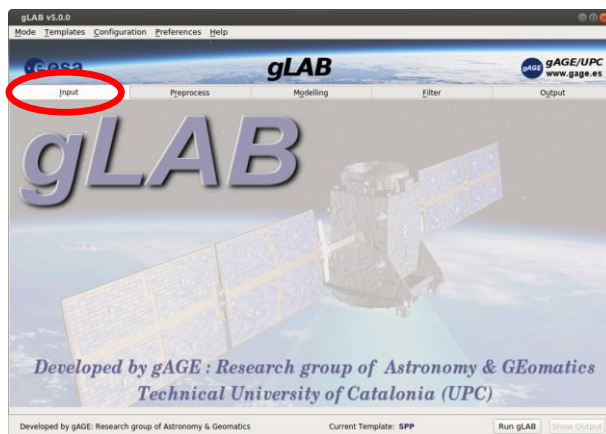 gLAB v5.0.0
Mode Templates Configuration Preferences Help
esa
gLAB
gAGE gAGE/UPC
www.gage.es
Input Preprocess Modelling Filter Output
gLAB
Developed by gAGE : Research group of Astronomy & GEomatics
Technical University of Catalonia (UPC)
Developed by gAGE: Research group of Astronomy & Geomatics Current Template: SPP Run gLAB Show Output